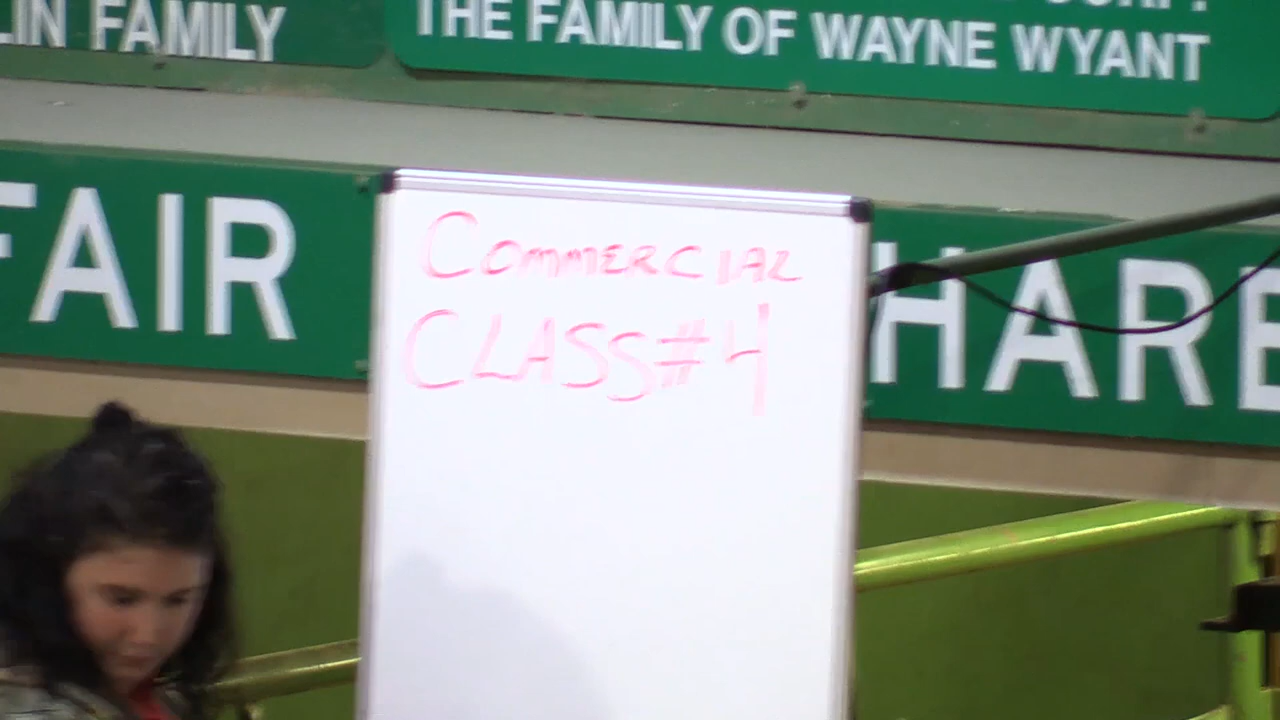 LIN FAMILY
THE FAMILY OF WAYNE WYANT
FAIR
HARE
COMMERCIAL
CLASS #4